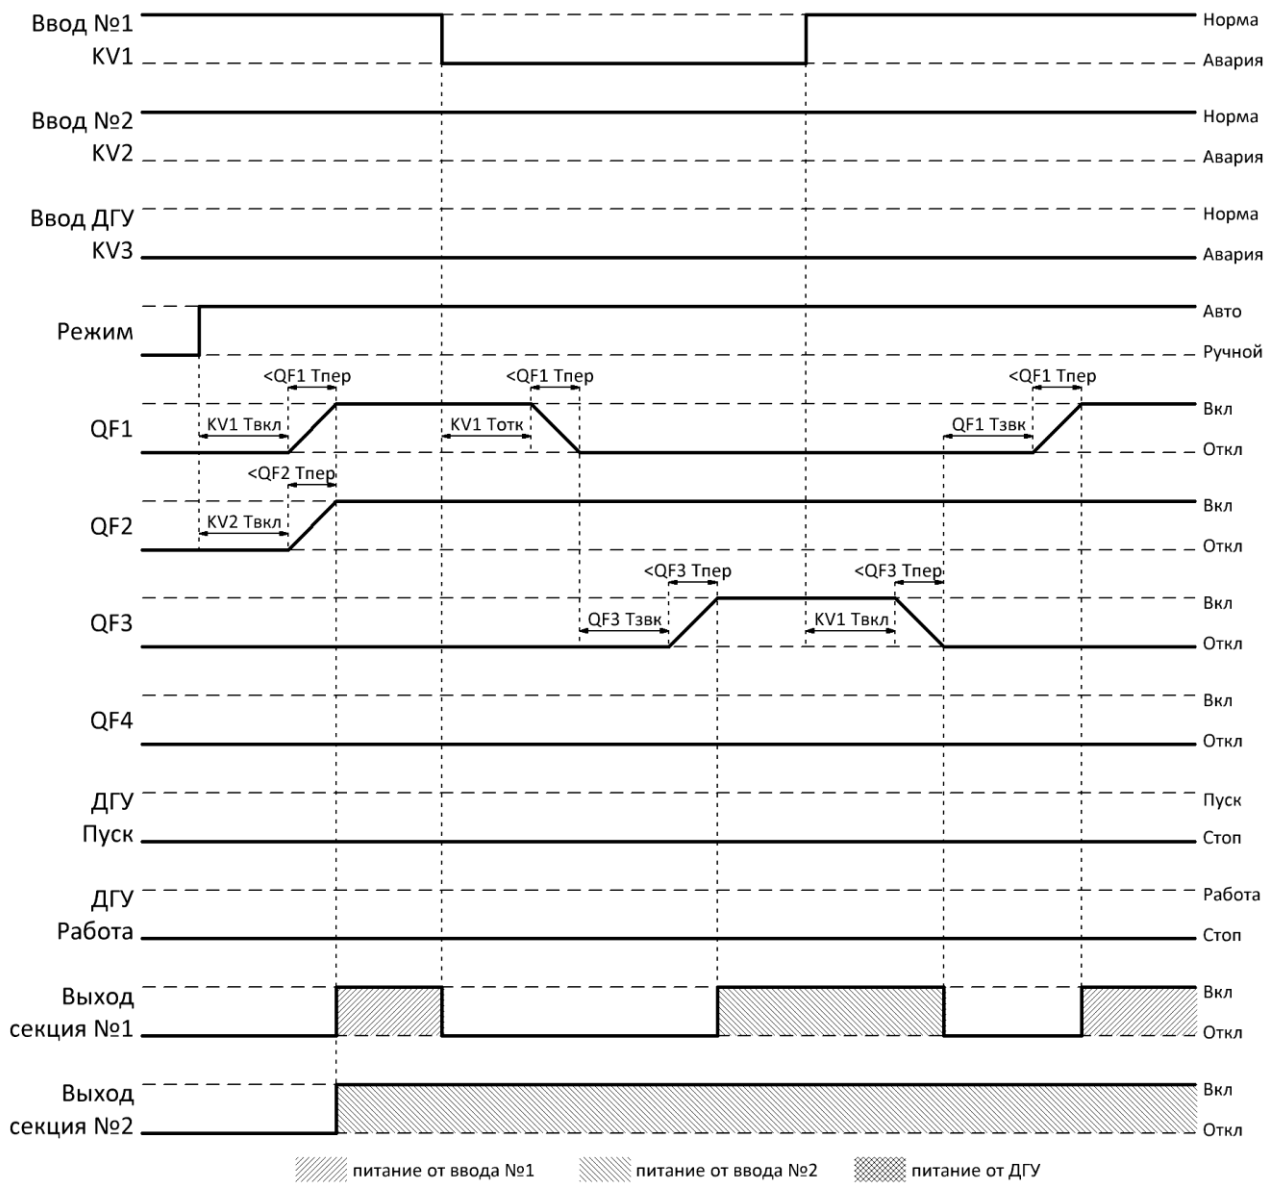 Ввод №1
KV1
Норма
Авария
Ввод №2
KV2
Норма
Авария
Ввод ДГУ
KV3
Норма
Авария
Режим
Авто
Ручной
<QF1 Тпер
<QF1 Тпер
<QF1 Тпер
QF1
KV1 Твкл
KV1 Тотк
QF1 Тзвк
Вкл
Откл
<QF2 Тпер
QF2
KV2 Твкл
Вкл
Откл
<QF3 Тпер
<QF3 Тпер
QF3
QF3 Тзвк
KV1 Твкл
Вкл
Откл
QF4
Вкл
Откл
ДГУ
Пуск
Пуск
Стоп
ДГУ
Работа
Работа
Стоп
Выход
секция №1
Вкл
Откл
Выход
секция №2
Вкл
Откл
питание от ввода №1
питание от ввода №2
питание от ДГУ